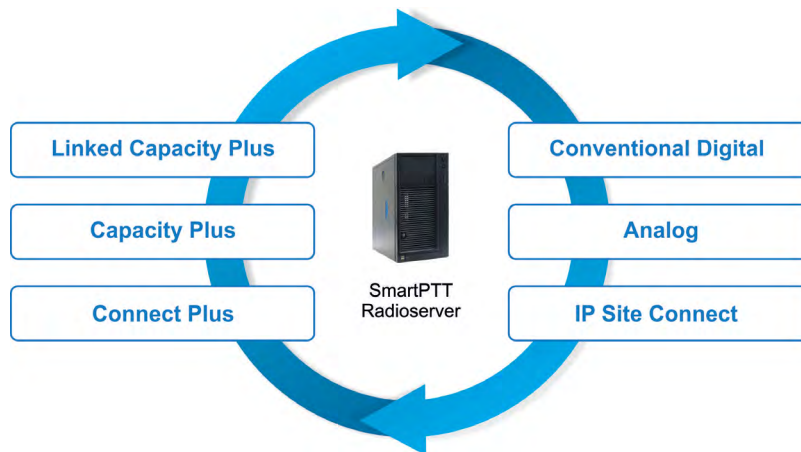 Linked Capacity Plus
Capacity Plus
Connect Plus
SmartPTT
Radioserver
Conventional Digital
Analog
IP Site Connect